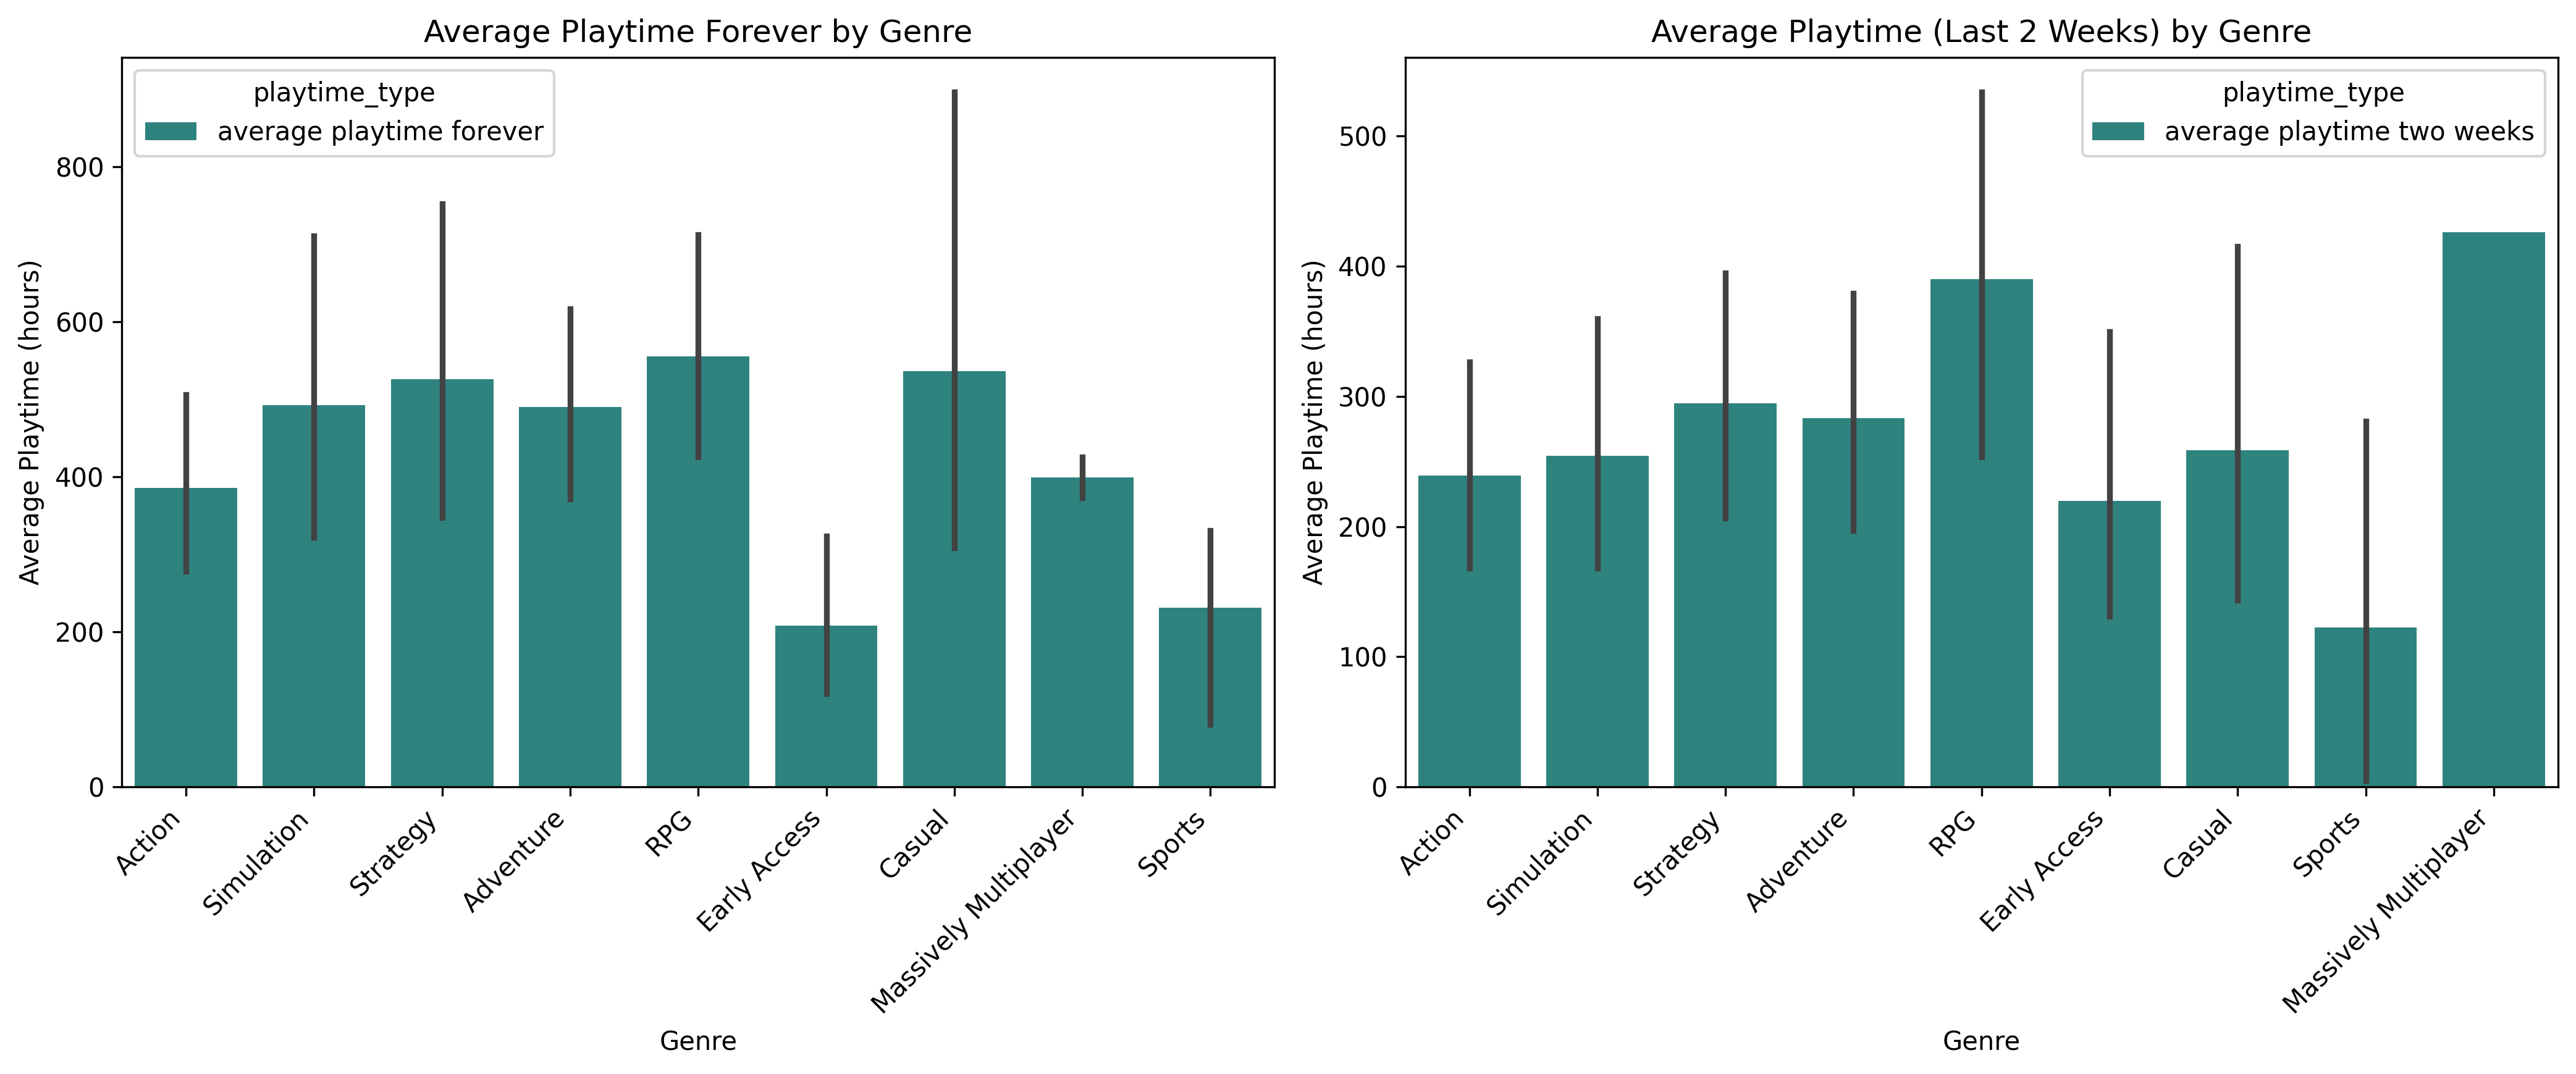 Average Playtime Forever by Genre
playtime_type
average playtime forever
Average Playtime (hours)
800
600
400
200
0
Action
Simulation
Strategy
Adventure
RPG
Early Access
Casual
Massively Multiplayer
Sports
Genre
Average Playtime (Last 2 Weeks) by Genre
playtime_type
average playtime two weeks
Average Playtime (hours)
500
400
300
200
100
0
Action
Simulation
Strategy
Adventure
RPG
Early Access
Casual
Sports
Massively Multiplayer
Genre